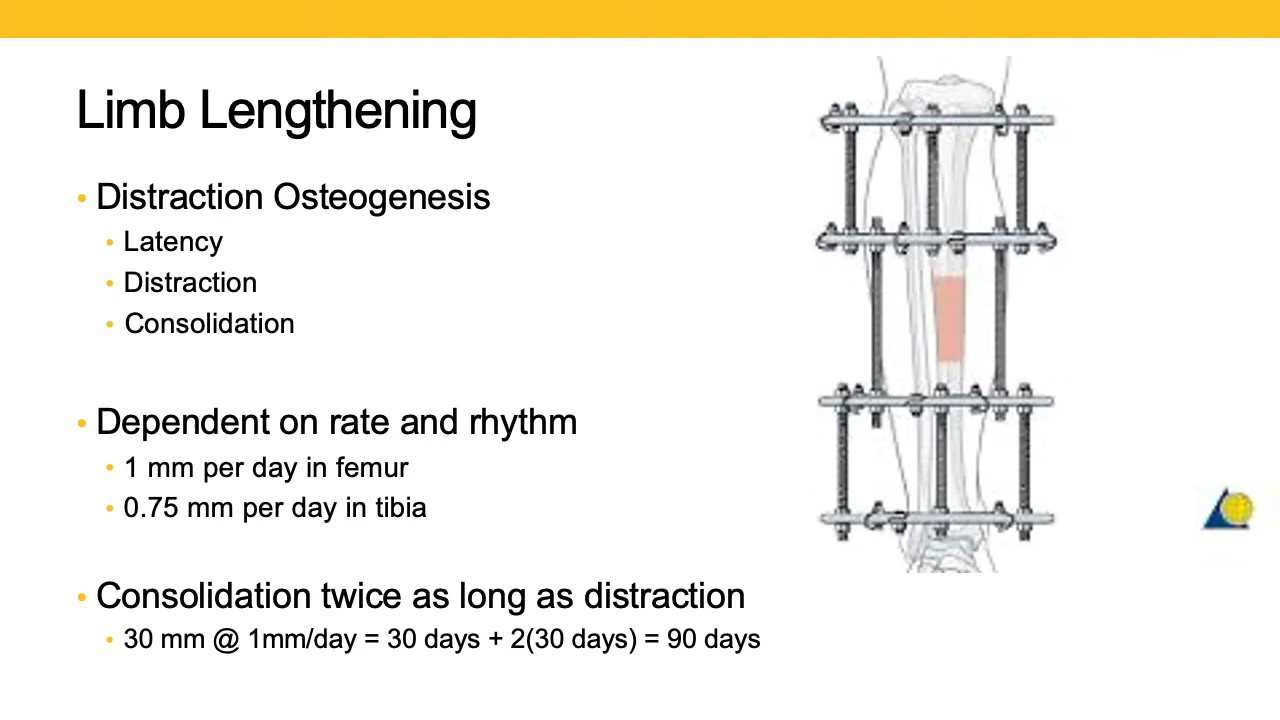 Limb Lengthening
• Distraction Osteogenesis
• Latency
• Distraction
• Consolidation
• Dependent on rate and rhythm
• 1 mm per day in femur
• 0.75 mm per day in tibia
• Consolidation twice as long as distraction
• 30 mm @ 1mm/day = 30 days + 2(30 days) = 90 days